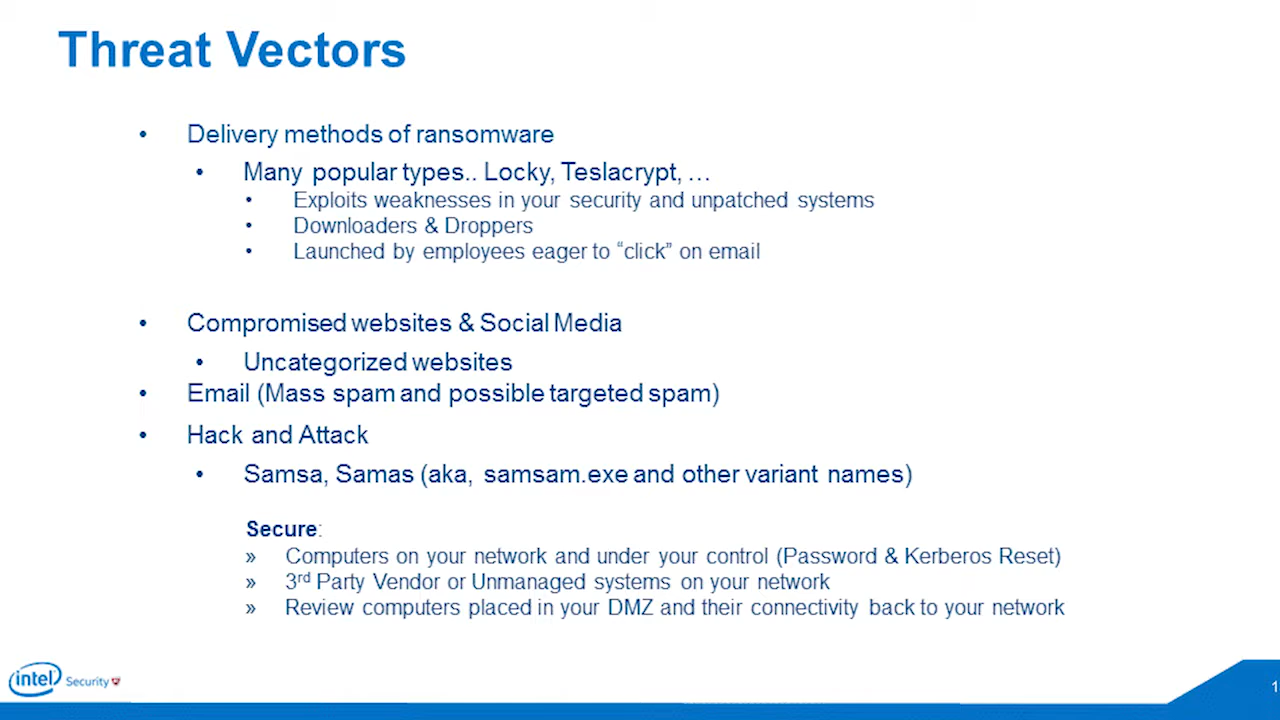 Threat Vectors
• Delivery methods of ransomware
• Many popular types.. Locky, Teslacrypt, …
• Exploits weaknesses in your security and unpatched systems
• Downloaders & Droppers
• Launched by employees eager to “click” on email
• Compromised websites & Social Media
• Uncategorized websites
• Email (Mass spam and possible targeted spam)
• Hack and Attack
• Samsa, Samas (aka, samsam.exe and other variant names)
Secure:
» Computers on your network and under your control (Password & Kerberos Reset)
» 3rd Party Vendor or Unmanaged systems on your network
» Review computers placed in your DMZ and their connectivity back to your network
intel Security